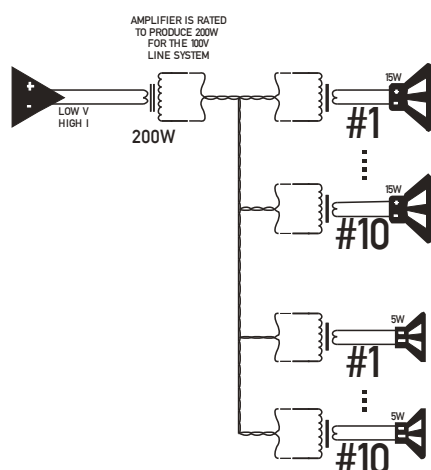 AMPLIFIER IS RATED
TO PRODUCE 200W
FOR THE 100V
LINE SYSTEM
+
-
LOW V
HIGH I
200W
15W
+
-
#1
15W
+
-
#10
5W
#1
5W
#10